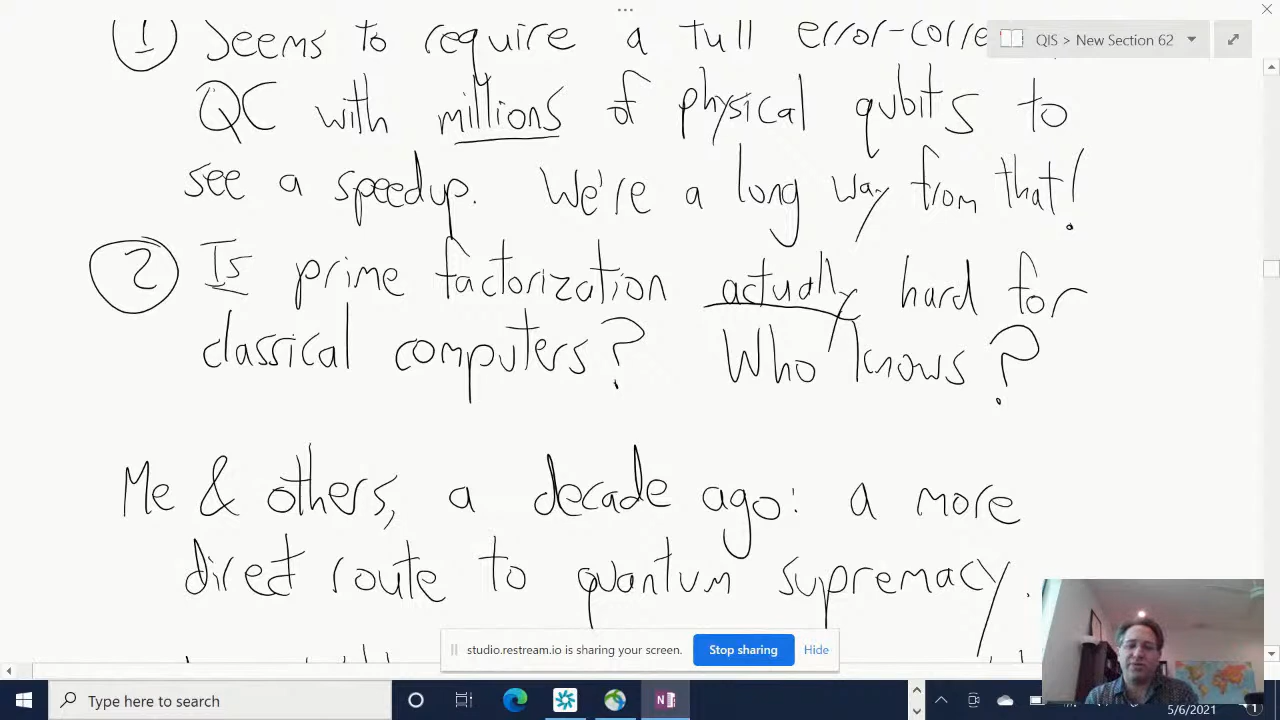 ① Seems to require a full error-corre
QIS > New Section 62
QC with millions of physical qubits to
see a speedup. We're a long way from that!
② Is prime factorization actually hard for
classical computers? Who knows?
Me & others, a decade ago: a more
direct route to quantum supremacy.
studio.restream.io is sharing your screen.
Stop sharing
Hide
Type here to search
N
5/6/2021
1